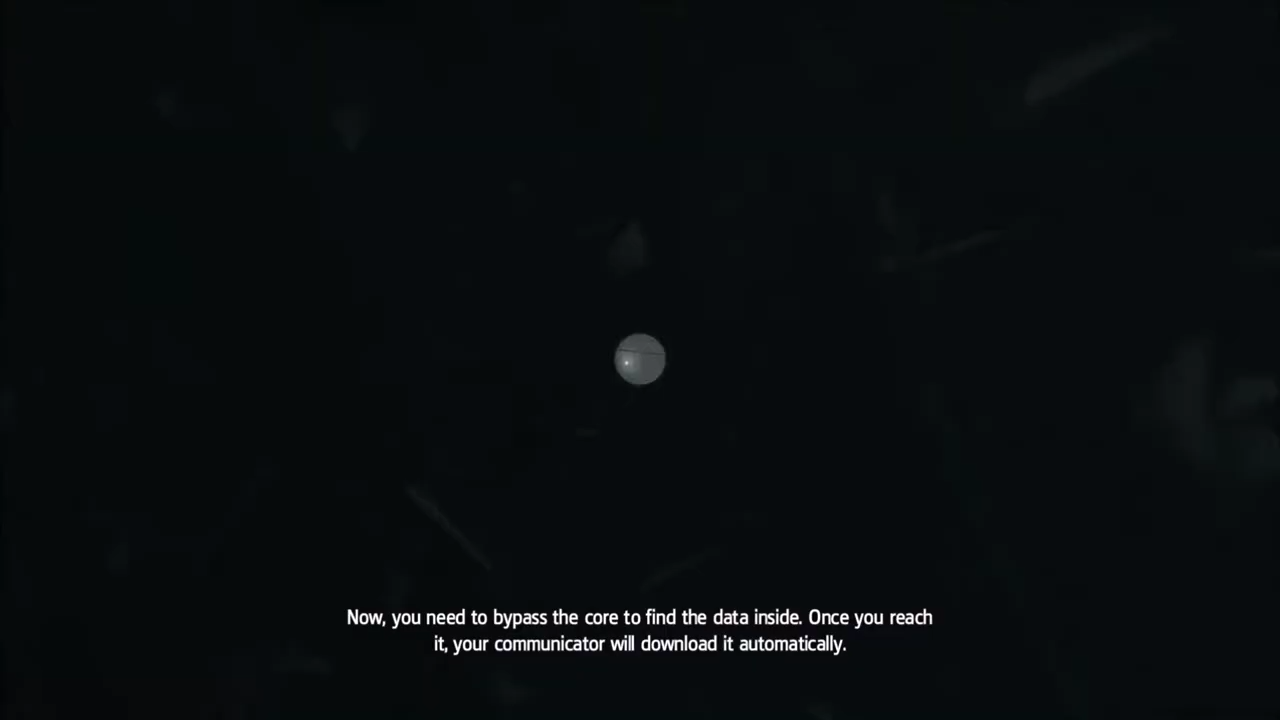 Now, you need to bypass the core to find the data inside. Once you reach
it, your communicator will download it automatically.